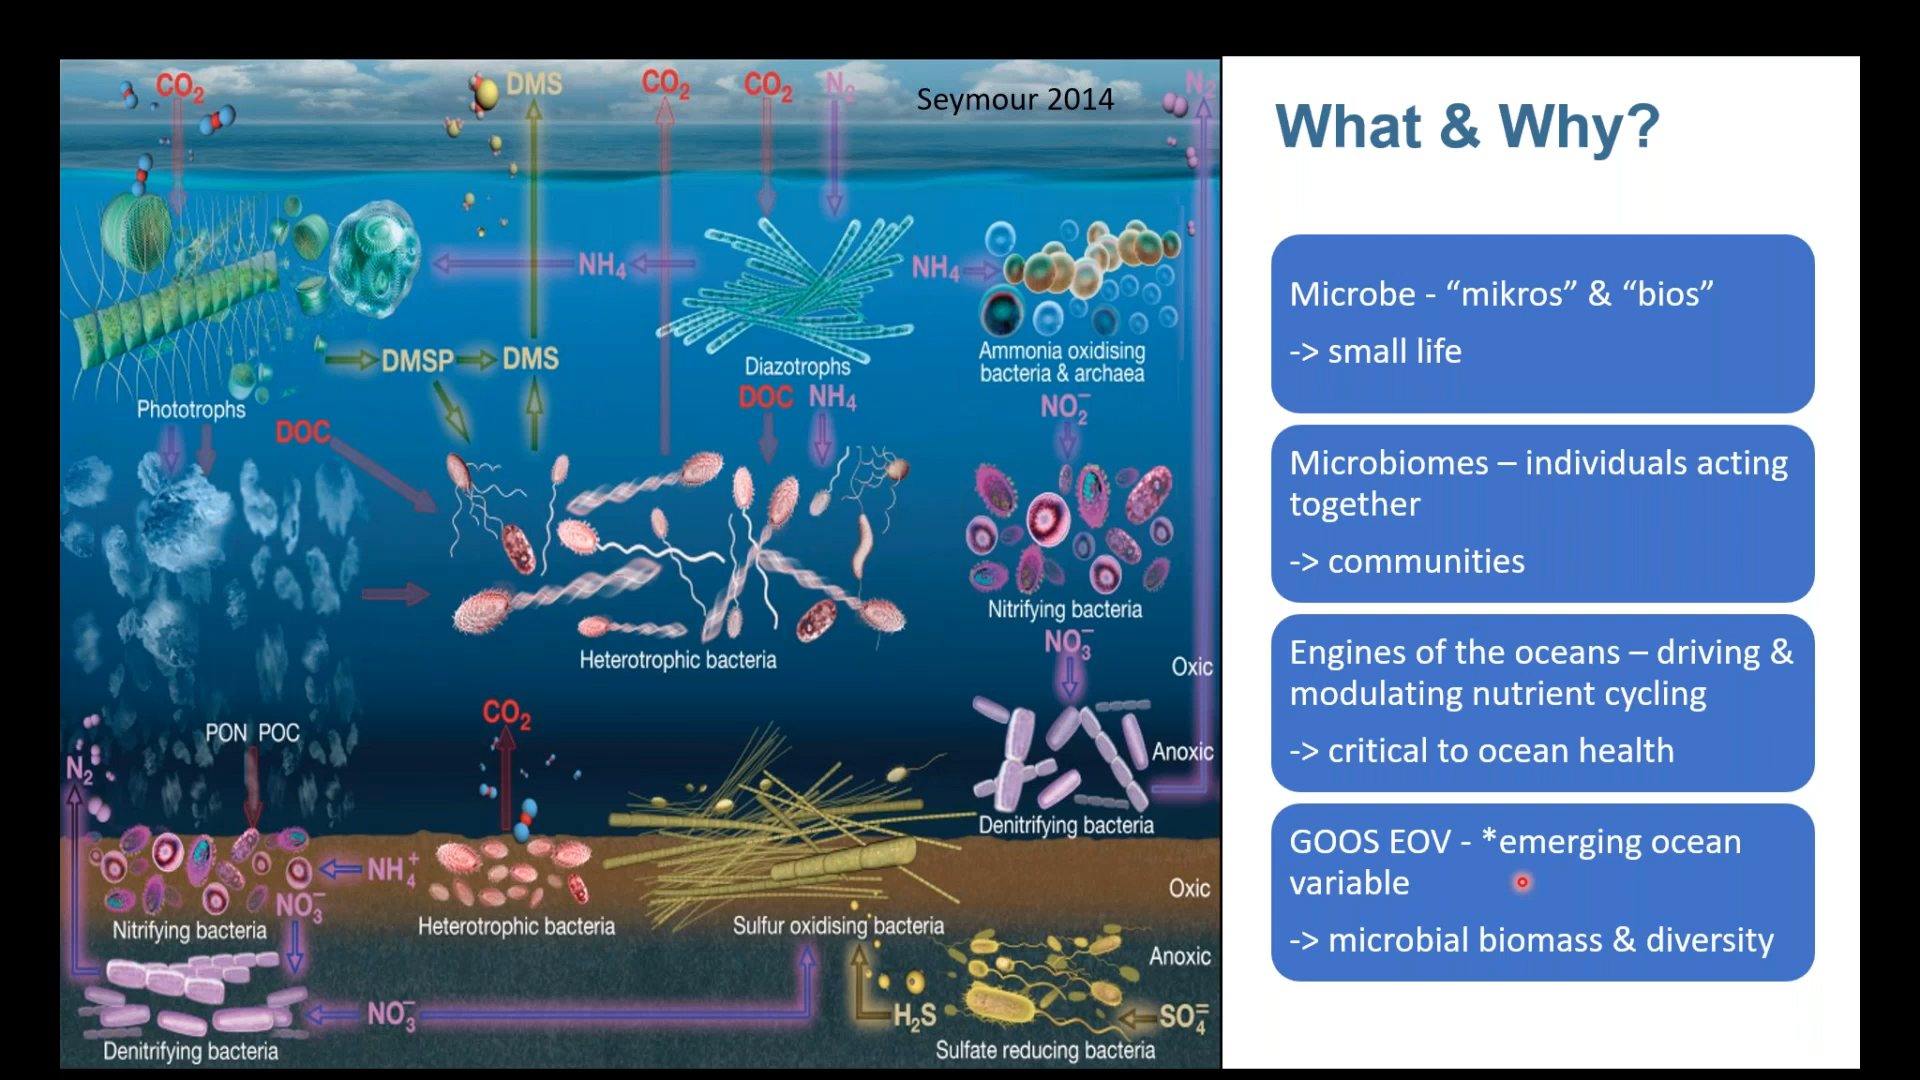 CO₂
DMS
CO₂
CO₂
N₂
Seymour 2014
N₂
NH₄
NH₄
DMSP
DMS
Diazotrophs
Ammonia oxidising
bacteria & archaea
Phototrophs
DOC
DOC
NH₄
NO₂⁻
Nitrifying bacteria
NO₃⁻
Heterotrophic bacteria
Oxic
CO₂
PON POC
Anoxic
N₂
Denitrifying bacteria
NH₄⁺
NO₃⁻
Oxic
Nitrifying bacteria
Heterotrophic bacteria
Sulfur oxidising bacteria
Anoxic
NO₃⁻
H₂S
SO₄⁼
Denitrifying bacteria
Sulfate reducing bacteria
What & Why?
Microbe - “mikros” & “bios”
-> small life
Microbiomes – individuals acting
together
-> communities
Engines of the oceans – driving &
modulating nutrient cycling
-> critical to ocean health
GOOS EOV - *emerging ocean
variable
-> microbial biomass & diversity